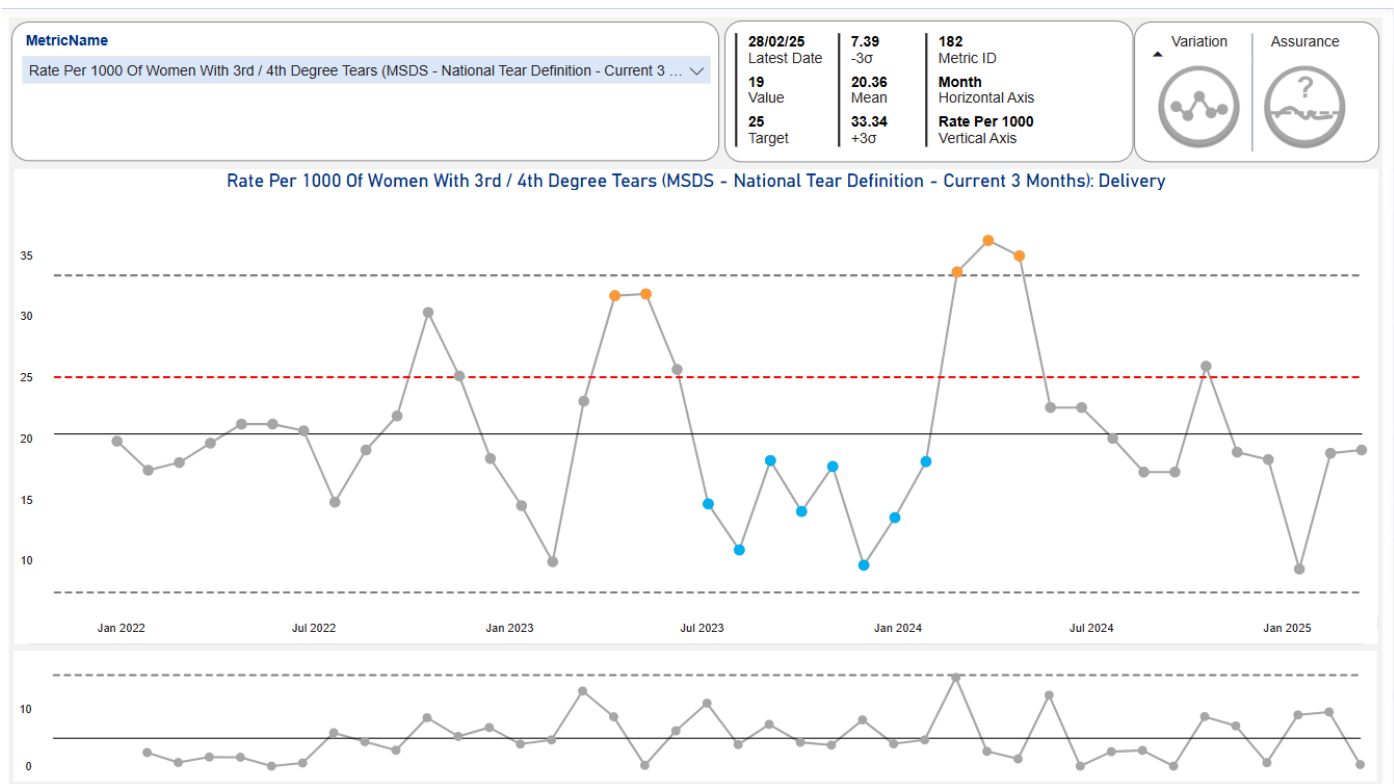 MetricName
Rate Per 1000 Of Women With 3rd / 4th Degree Tears (MSDS - National Tear Definition - Current 3 ...
28/02/25
Latest Date
19
Value
25
Target
7.39
-3σ
20.36
Mean
33.34
+3σ
182
Metric ID
Month
Horizontal Axis
Rate Per 1000
Vertical Axis
Variation
Assurance
?
Rate Per 1000 Of Women With 3rd / 4th Degree Tears (MSDS - National Tear Definition - Current 3 Months): Delivery
35
30
25
20
15
10
Jan 2022 Jul 2022 Jan 2023 Jul 2023 Jan 2024 Jul 2024 Jan 2025
10
0